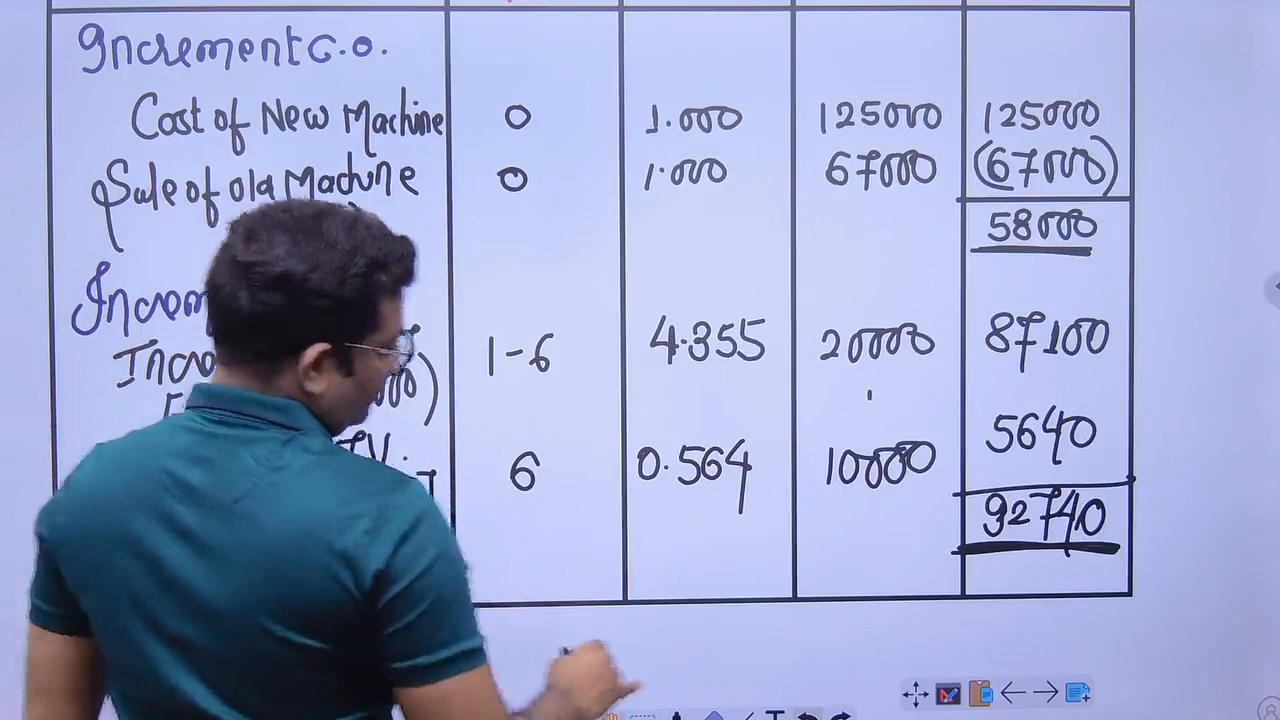 Increment C.O.
Cost of New Machine 0 1.000 125000 125000
Sale of old Machine 0 1.000 67000 (67000)
58000
1-6 4.355 20000 87100
6 0.564 10000 5640
92740